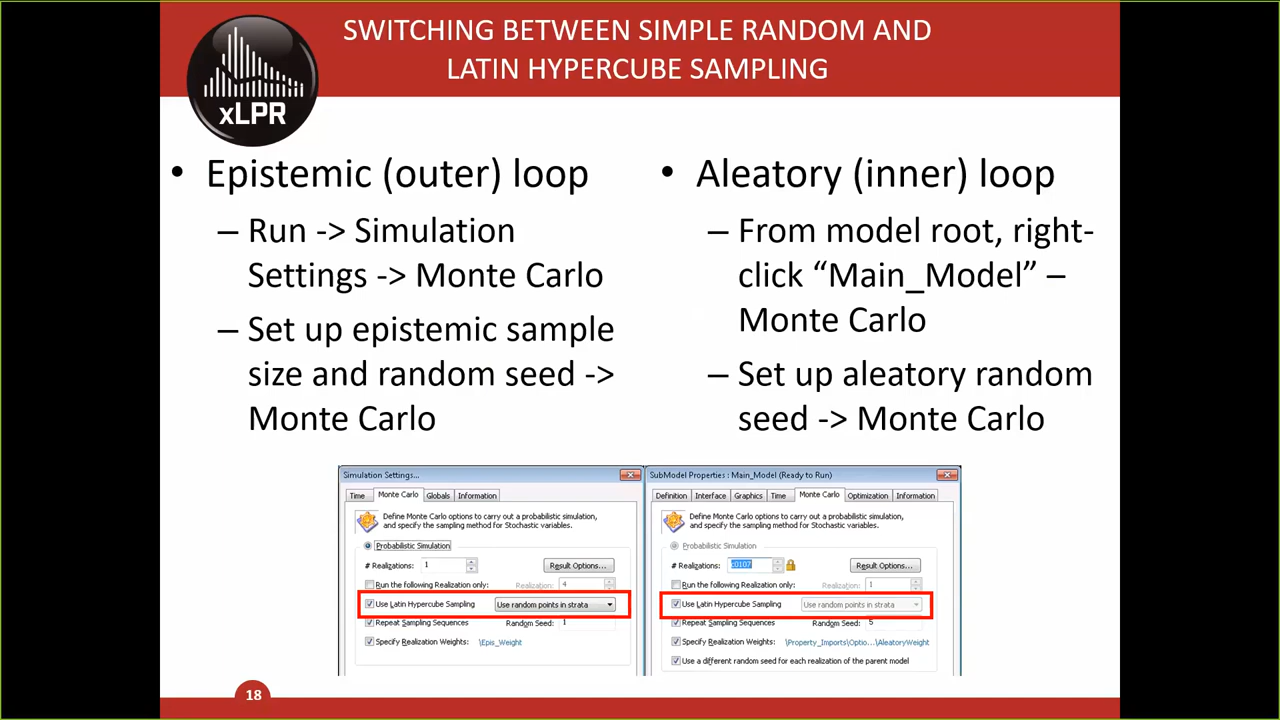 SWITCHING BETWEEN SIMPLE RANDOM AND
LATIN HYPERCUBE SAMPLING
xLPR
• Epistemic (outer) loop
– Run -> Simulation
Settings -> Monte Carlo
– Set up epistemic sample
size and random seed ->
Monte Carlo
• Aleatory (inner) loop
– From model root, right-
click “Main_Model” –
Monte Carlo
– Set up aleatory random
seed -> Monte Carlo
Simulation Settings...
Time Monte Carlo Globals Information
Define Monte Carlo options to carry out a probabilistic simulation,
and specify the sampling method for Stochastic variables.
Probabilistic Simulation
# Realizations: 1 Result Options...
Run the following Realization only: Realization: 4
Use Latin Hypercube Sampling Use random points in strata
Repeat Sampling Sequences Random Seed: 1
Specify Realization Weights: \Epis_Weight
SubModel Properties : Main_Model (Ready to Run)
Definition Interface Graphics Time Monte Carlo Optimization Information
Define Monte Carlo options to carry out a probabilistic simulation,
and specify the sampling method for Stochastic variables.
Probabilistic Simulation
# Realizations: Result Options...
Run the following Realization only: Realization: 1
Use Latin Hypercube Sampling Use random points in strata
Repeat Sampling Sequences Random Seed: 5
Specify Realization Weights: \Property_Imports\Optio...\AleatoryWeight
Use a different random seed for each realization of the parent model
18